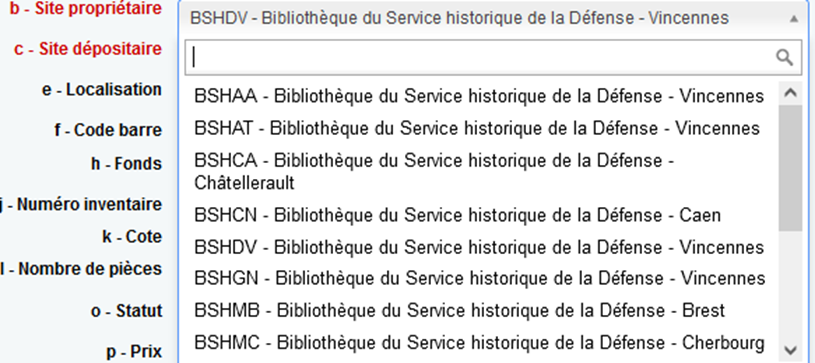 b - Site propriétaire
BSHDV - Bibliothèque du Service historique de la Défense - Vincennes
c - Site dépositaire
e - Localisation
f - Code barre
h - Fonds
j - Numéro inventaire
k - Cote
l - Nombre de pièces
o - Statut
p - Prix
BSHAA - Bibliothèque du Service historique de la Défense - Vincennes
BSHAT - Bibliothèque du Service historique de la Défense - Vincennes
BSHCA - Bibliothèque du Service historique de la Défense -
Châtellerault
BSHCN - Bibliothèque du Service historique de la Défense - Caen
BSHDV - Bibliothèque du Service historique de la Défense - Vincennes
BSHGN - Bibliothèque du Service historique de la Défense - Vincennes
BSHMB - Bibliothèque du Service historique de la Défense - Brest
BSHMC - Bibliothèque du Service historique de la Défense - Cherbourg